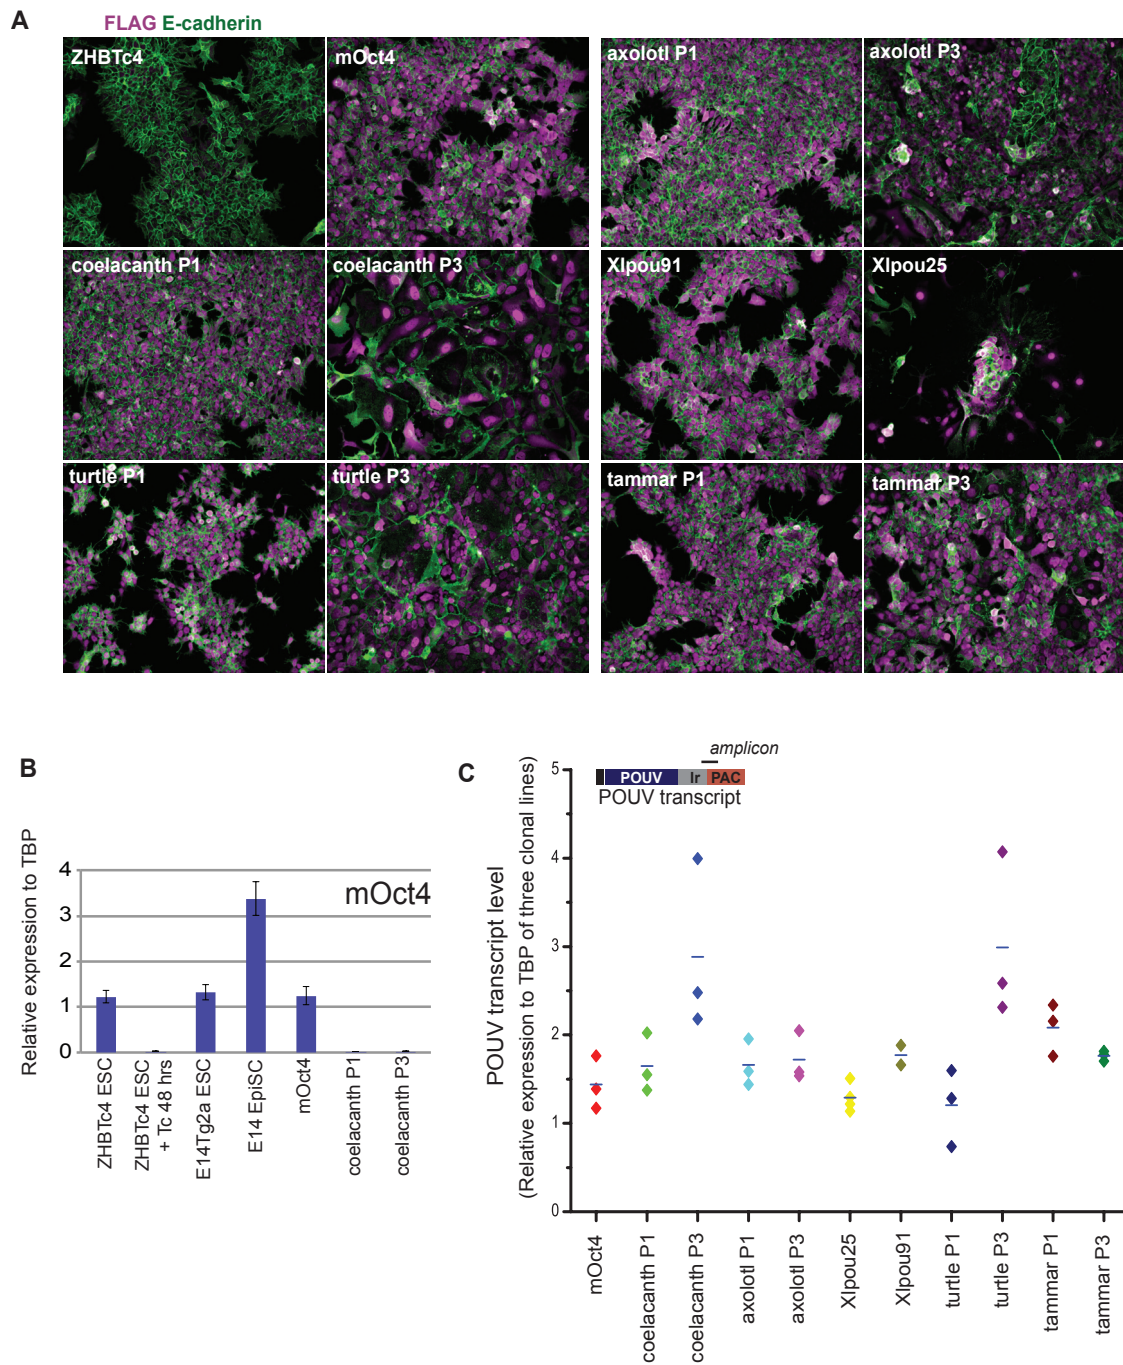 A
FLAG E-cadherin
ZHBTc4
mOct4
axolotl P1
axolotl P3
coelacanth P1
coelacanth P3
Xlpou91
Xlpou25
turtle P1
turtle P3
tammar P1
tammar P3
B
Relative expression to TBP
mOct4
4
3
2
1
0
ZHBTc4 ESC
ZHBTc4 ESC
+ Tc 48 hrs
E14Tg2a ESC
E14 EpiSC
mOct4
coelacanth P1
coelacanth P3
C
amplicon
POUV Ir PAC
POUV transcript
POUV transcript level
(Relative expression to TBP of three clonal lines)
5
4
3
2
1
0
mOct4
coelacanth P1
coelacanth P3
axolotl P1
axolotl P3
Xlpou25
Xlpou91
turtle P1
turtle P3
tammar P1
tammar P3